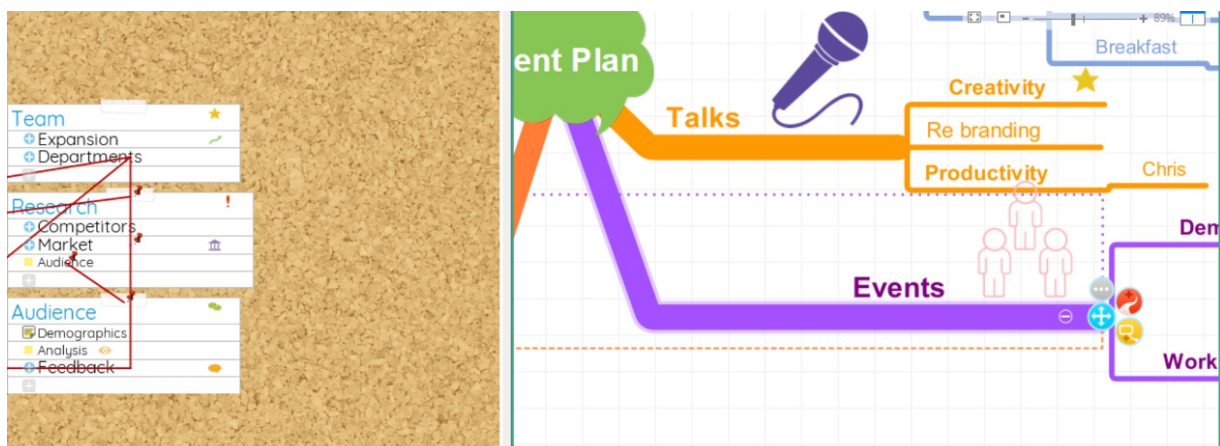 Team
Expansion
Departments
Research
Competitors
Market
Audience
Audience
Demographics
Analysis
Feedback
ent Plan
89%
Breakfast
Talks
Creativity
Re branding
Productivity
Chris
Events
Dem
Work